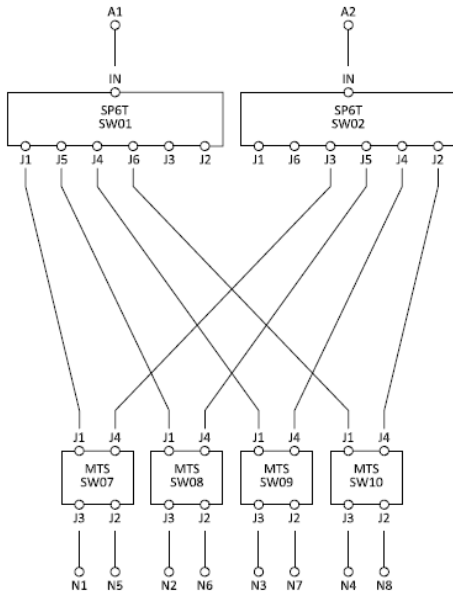 A1 A2
IN IN
SP6T SP6T
SW01 SW02
J1 J5 J4 J6 J3 J2 J1 J6 J3 J5 J4 J2
J1 J4 J1 J4 J1 J4 J1 J4
MTS MTS MTS MTS
SW07 SW08 SW09 SW10
J3 J2 J3 J2 J3 J2 J3 J2
N1 N5 N2 N6 N3 N7 N4 N8